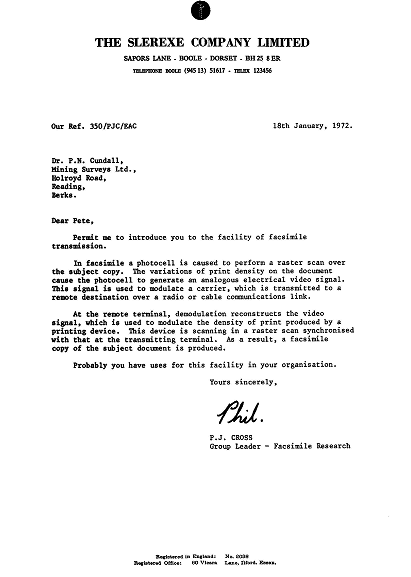 THE SLEREXE COMPANY LIMITED
SAPORS LANE - BOOLE - DORSET - BH25 8ER
TELEPHONE BOOLE (945 13) 51617 - TELEX 123456
Our Ref. 350/PJC/EAC
18th January, 1972.
Dr. P.N. Cundall,
Mining Surveys Ltd.,
Holroyd Road,
Reading,
Berks.
Dear Pete,
Permit me to introduce you to the facility of facsimile
transmission.
In facsimile a photocell is caused to perform a raster scan over
the subject copy. The variations of print density on the document
cause the photocell to generate an analogous electrical video signal.
This signal is used to modulate a carrier, which is transmitted to a
remote destination over a radio or cable communications link.
At the remote terminal, demodulation reconstructs the video
signal, which is used to modulate the density of print produced by a
printing device. This device is scanning in a raster scan synchronised
with that at the transmitting terminal. As a result, a facsimile
copy of the subject document is produced.
Probably you have uses for this facility in your organisation.
Yours sincerely,
Phil.
P.J. CROSS
Group Leader - Facsimile Research
Registered in England: No. 2038
Registered Office: 60 Vicara Lane, Ilford, Essex.